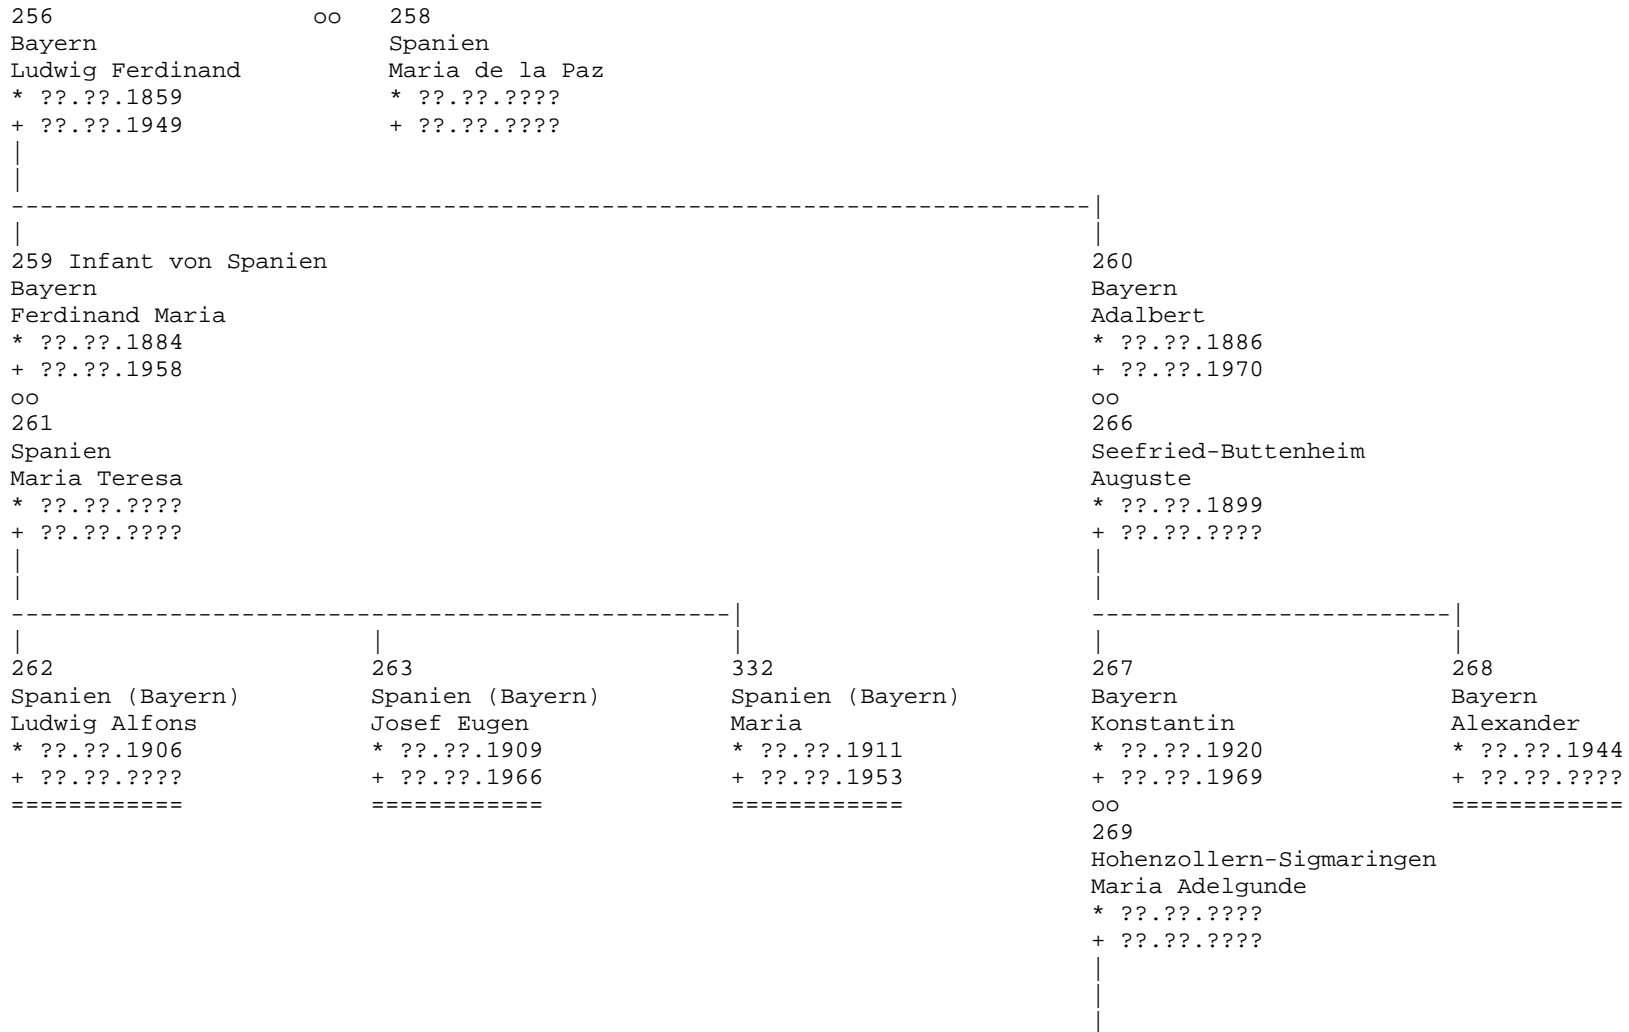 256 oo 258
Bayern Spanien
Ludwig Ferdinand Maria de la Paz
* ??.??.1859 * ??.??.????
+ ??.??.1949 + ??.??.????
259 Infant von Spanien 260
Bayern Bayern
Ferdinand Maria Adalbert
* ??.??.1884 * ??.??.1886
+ ??.??.1958 + ??.??.1970
oo oo
261 266
Spanien Seefried-Buttenheim
Maria Teresa Auguste
* ??.??.???? * ??.??.1899
+ ??.??.???? + ??.??.????
262 263 332 267 268
Spanien (Bayern) Spanien (Bayern) Spanien (Bayern) Bayern Bayern
Ludwig Alfons Josef Eugen Maria Konstantin Alexander
* ??.??.1906 * ??.??.1909 * ??.??.1911 * ??.??.1920 * ??.??.1944
+ ??.??.???? + ??.??.1966 + ??.??.1953 + ??.??.1969 + ??.??.????
============ ============ ============ oo ============
269
Hohenzollern-Sigmaringen
Maria Adelgunde
* ??.??.????
+ ??.??.????